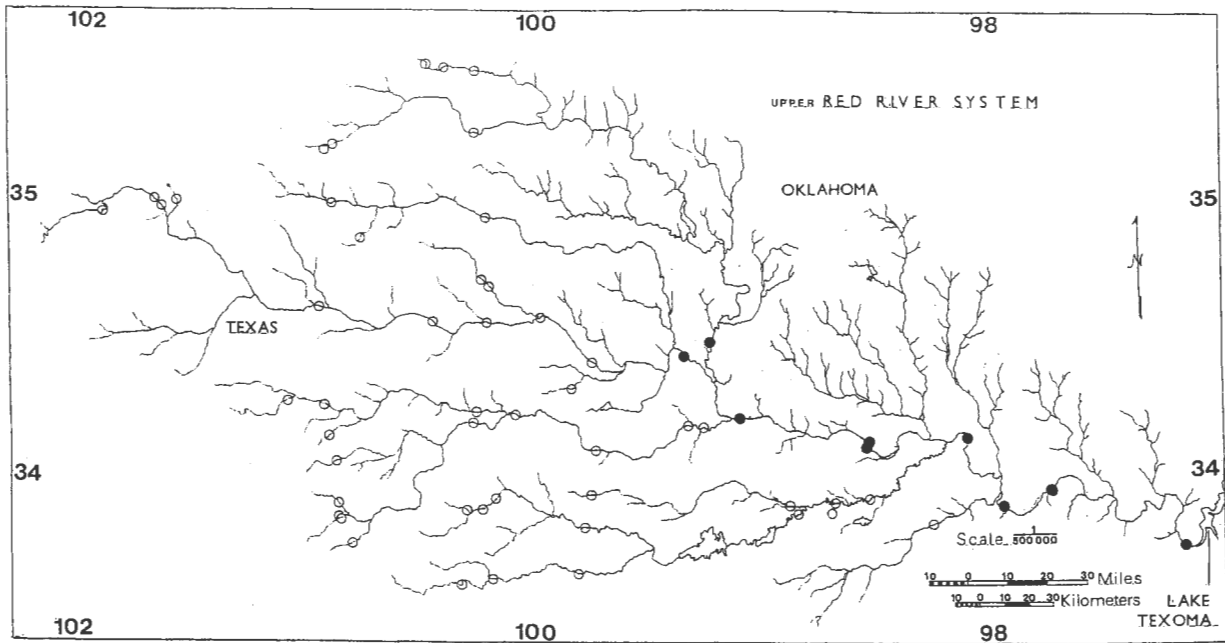 102 100 98
UPPER RED RIVER SYSTEM
35 OKLAHOMA 35
TEXAS
34 34
Scale 1
500 000
10 0 10 20 30 Miles
10 0 10 20 30 Kilometers
LAKE
TEXOMA
102 100 98